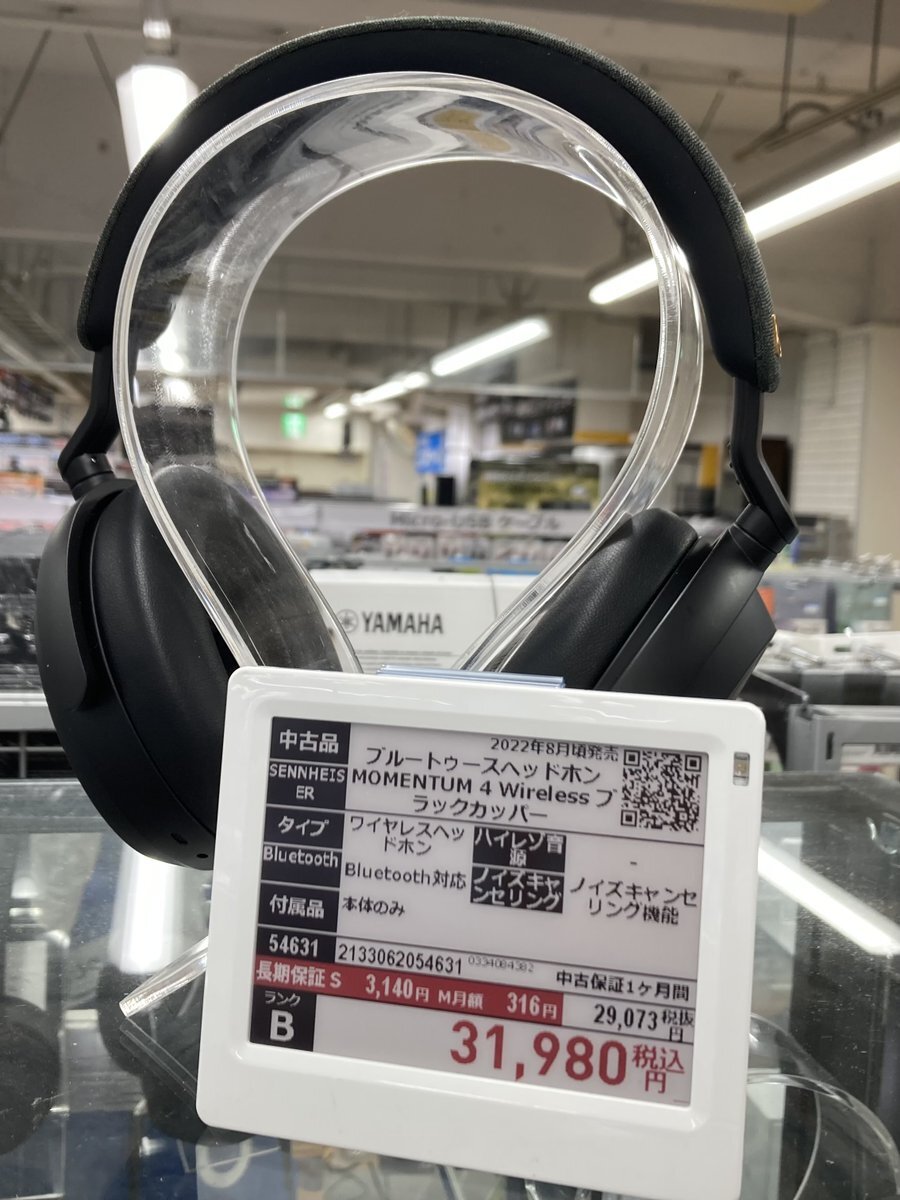 Micro-USB ケーブル
YAMAHA
中古品
2022年8月頃発売
SENNHEIS
ER
ブルートゥースヘッドホン
MOMENTUM 4 Wireless ブ
ラックカッパー
タイプ
ワイヤレスヘッ
ドホン
ハイレゾ音
源
-
Bluetooth
Bluetooth対応
ノイズキャ
ンセリング
ノイズキャンセ
リング機能
付属品
本体のみ
54631
2133062054631
0334084382
中古保証1ヶ月間
長期保証 S 3,140円 M月額 316円
29,073税抜
円
ランク
B
31,980税込
円